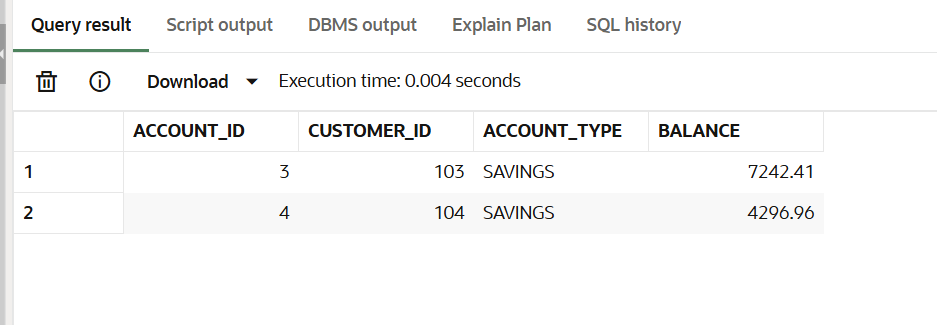 Query result Script output DBMS output Explain Plan SQL history
Download Execution time: 0.004 seconds
ACCOUNT_ID CUSTOMER_ID ACCOUNT_TYPE BALANCE
1 3 103 SAVINGS 7242.41
2 4 104 SAVINGS 4296.96